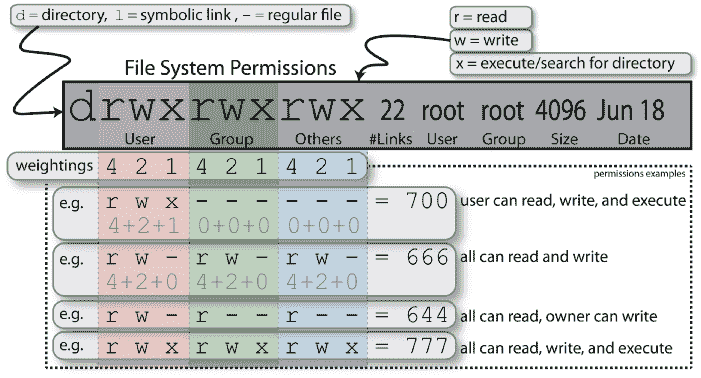 d = directory, l = symbolic link , - = regular file
r = read
w = write
x = execute/search for directory
File System Permissions
drwxrwxrwx 22 root root 4096 Jun 18
User Group Others #Links User Group Size Date
weightings 4 2 1 4 2 1 4 2 1
permissions examples
e.g. r w x - - - - - - = 700 user can read, write, and execute
4+2+1 0+0+0 0+0+0
e.g. r w - r w - r w - = 666 all can read and write
4+2+0 4+2+0 4+2+0
e.g. r w - r - - r - - = 644 all can read, owner can write
e.g. r w x r w x r w x = 777 all can read, write, and execute